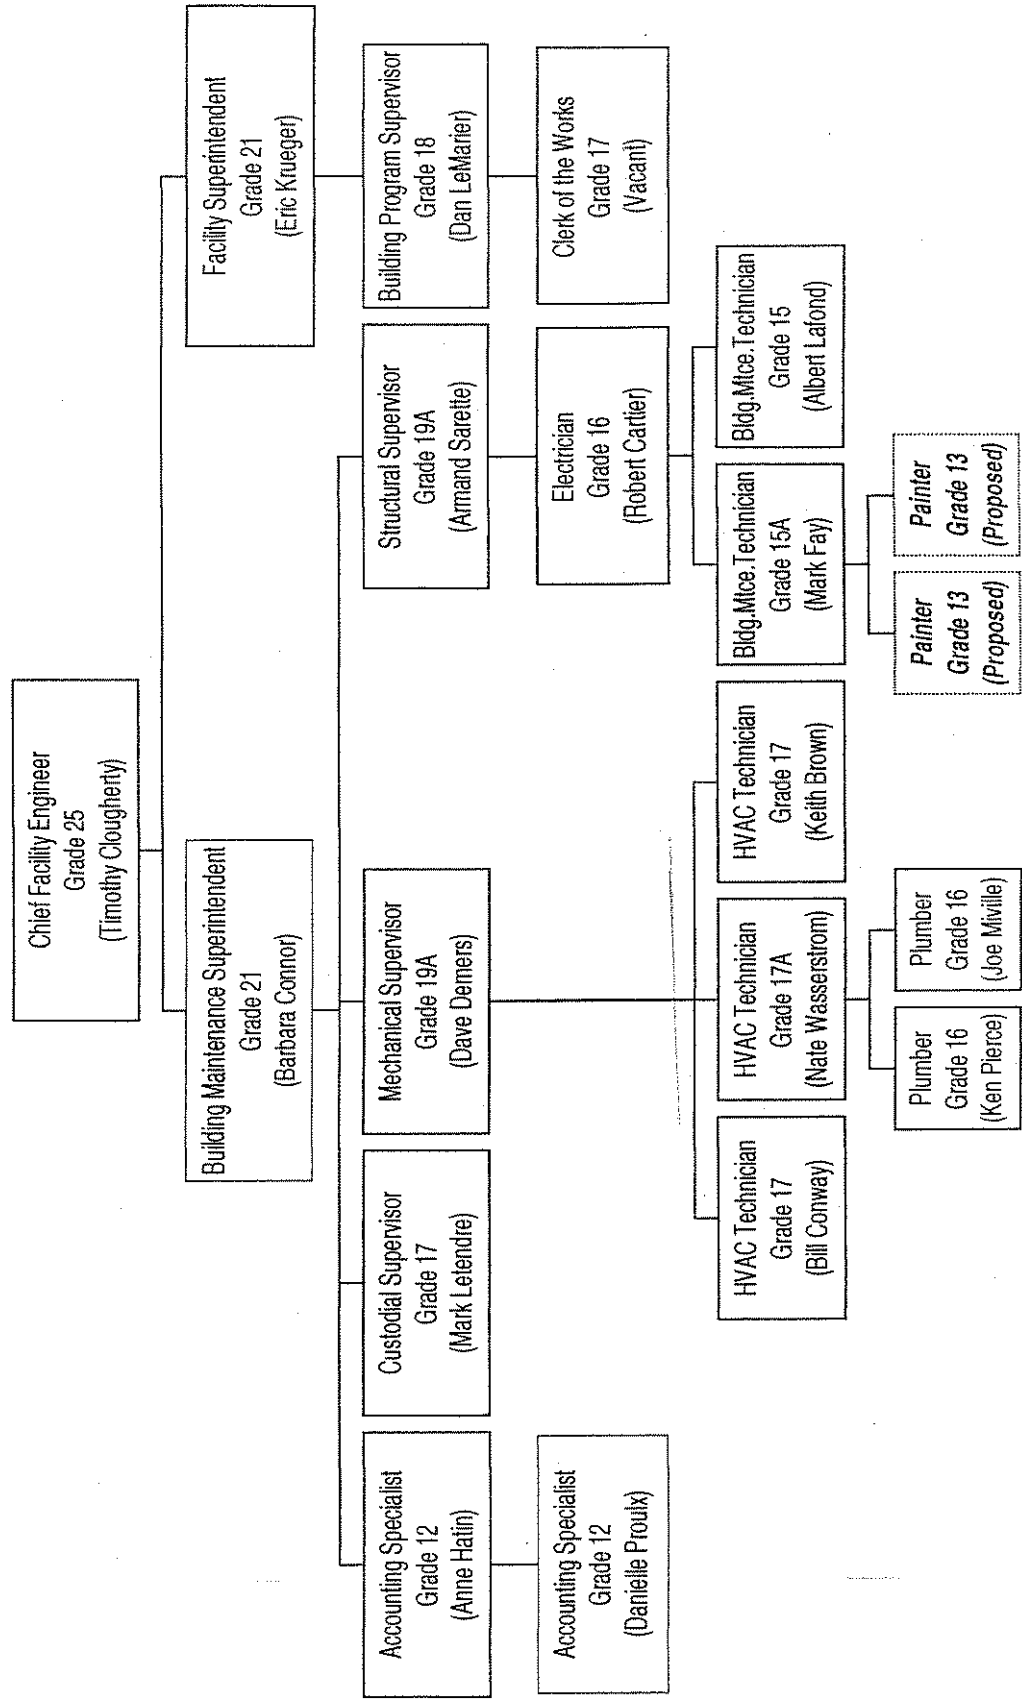 Chief Facility Engineer
Grade 25
(Timothy Clougherty)
Building Maintenance Superintendent
Grade 21
(Barbara Connor)
Facility Superintendent
Grade 21
(Eric Krueger)
Accounting Specialist
Grade 12
(Anne Hatin)
Custodial Supervisor
Grade 17
(Mark Letendre)
Mechanical Supervisor
Grade 19A
(Dave Demers)
Structural Supervisor
Grade 19A
(Armand Sarette)
Building Program Supervisor
Grade 18
(Dan LeMarier)
Accounting Specialist
Grade 12
(Danielle Proulx)
Electrician
Grade 16
(Robert Cartier)
Clerk of the Works
Grade 17
(Vacant)
HVAC Technician
Grade 17
(Bill Conway)
HVAC Technician
Grade 17A
(Nate Wasserstrom)
HVAC Technician
Grade 17
(Keith Brown)
Bldg.Mtce.Technician
Grade 15A
(Mark Fay)
Bldg.Mtce.Technician
Grade 15
(Albert Lafond)
Plumber
Grade 16
(Ken Pierce)
Plumber
Grade 16
(Joe Miville)
Painter
Grade 13
(Proposed)
Painter
Grade 13
(Proposed)